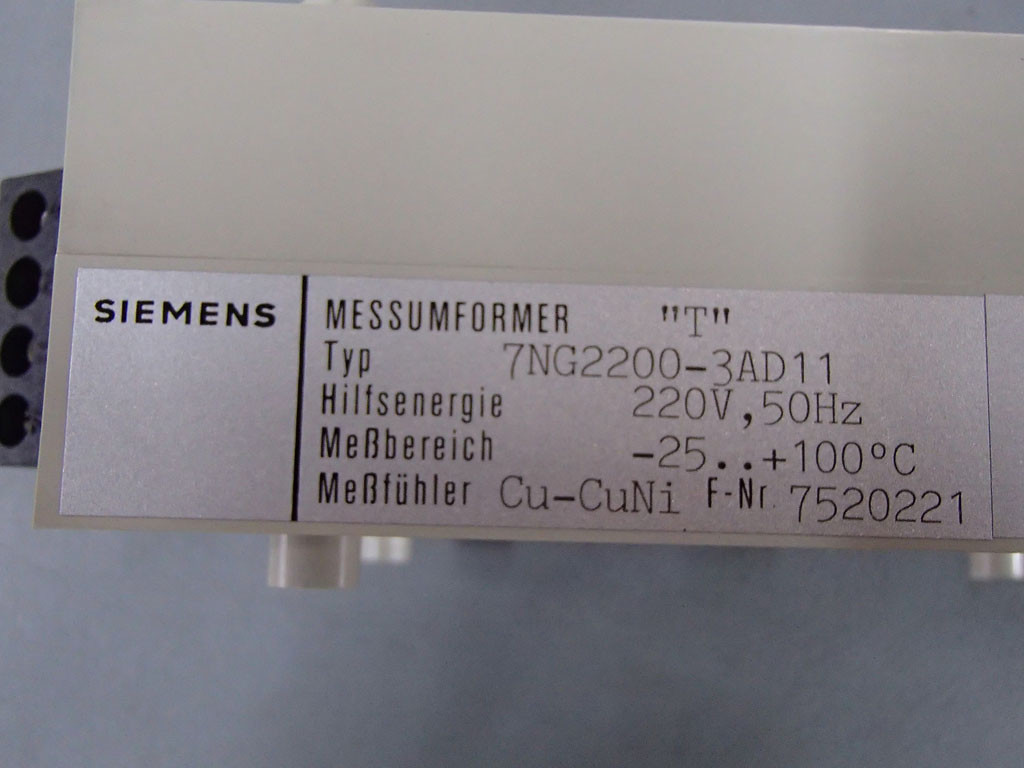 SIEMENS
MESSUMFORMER "T"
Typ 7NG2200-3AD11
Hilfsenergie 220V,50Hz
Meßbereich -25..+100°C
Meßfühler Cu-CuNi F-Nr. 7520221